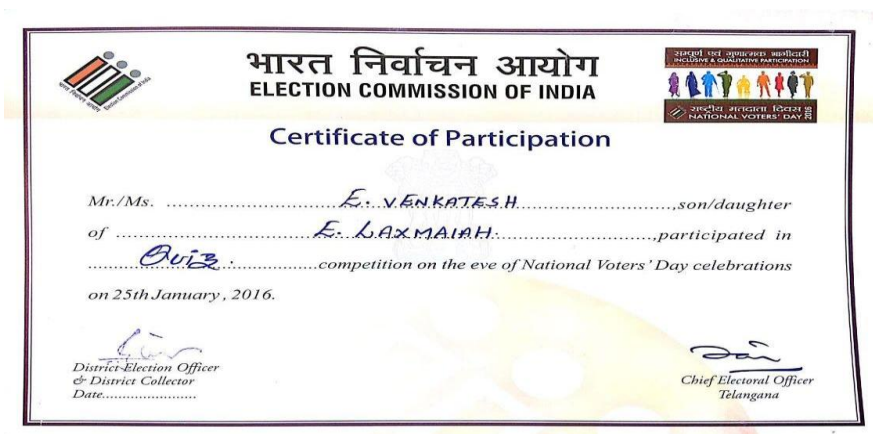 भारत निर्वाचन आयोग
ELECTION COMMISSION OF INDIA
सम्पूर्ण एवं गुणात्मक भागीदारी
INCLUSIVE & QUALITATIVE PARTICIPATION
राष्ट्रीय मतदाता दिवस
NATIONAL VOTERS' DAY 2016
Certificate of Participation
Mr./Ms. ............E. VENKATESH............,son/daughter
of ............E. LAXMAIAH.............,participated in
............Quiz.............competition on the eve of National Voters' Day celebrations
on 25th January, 2016.
District Election Officer
& District Collector
Date........................
Chief Electoral Officer
Telangana